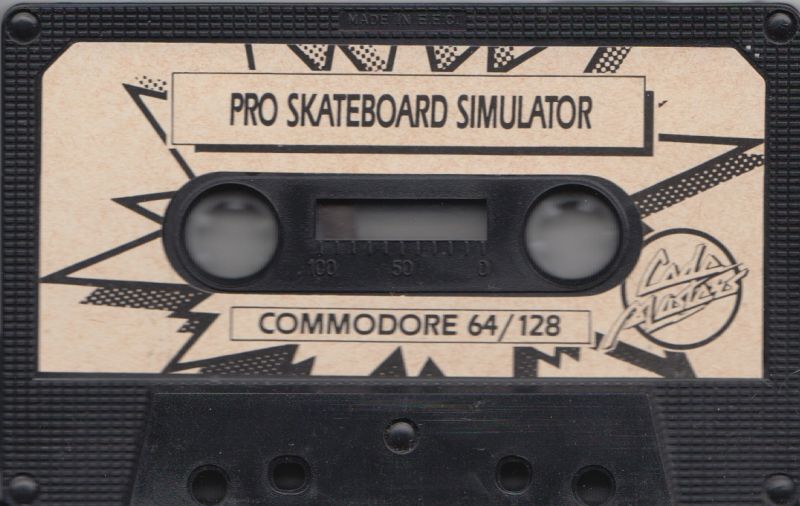 MADE IN E.E.C.
PRO SKATEBOARD SIMULATOR
100 50 0
Code
Masters
COMMODORE 64/128